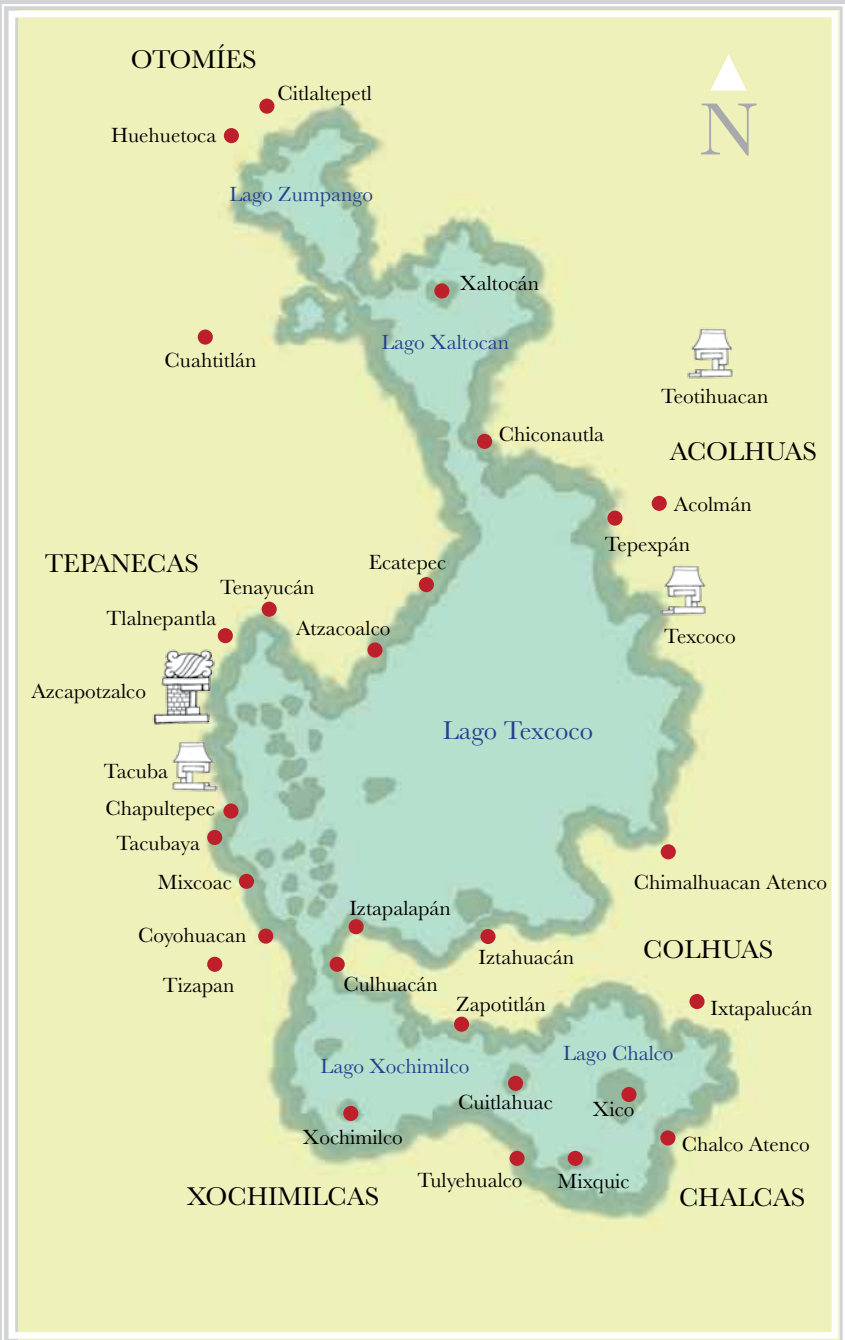 OTOMÍES
Citlaltepetl
Huehuetoca
N
Lago Zumpango
Xaltocán
Lago Xaltocan
Cuahtitlán
Teotihuacan
Chiconautla
ACOLHUAS
Acolmán
Tepexpán
TEPANECAS
Ecatepec
Tenayucán
Tlalnepantla
Atzacoalco
Texcoco
Azcapotzalco
Lago Texcoco
Tacuba
Chapultepec
Tacubaya
Mixcoac
Chimalhuacan Atenco
Iztapalapán
Coyohuacan
Iztahuacán
COLHUAS
Tizapan
Culhuacán
Zapotitlán
Ixtapalucán
Lago Xochimilco
Lago Chalco
Cuitlahuac
Xico
Xochimilco
Chalco Atenco
Tulyehualco
Mixquic
XOCHIMILCAS
CHALCAS